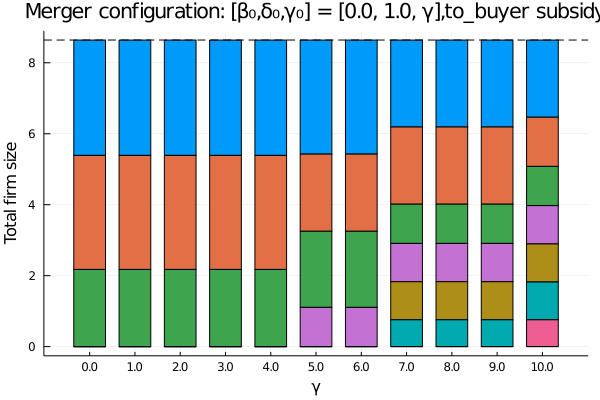 Merger configuration: [β₀,δ₀,γ₀] = [0.0, 1.0, γ],to_buyer subsidy
Total firm size
8
6
4
2
0
0.0 1.0 2.0 3.0 4.0 5.0 6.0 7.0 8.0 9.0 10.0
γ